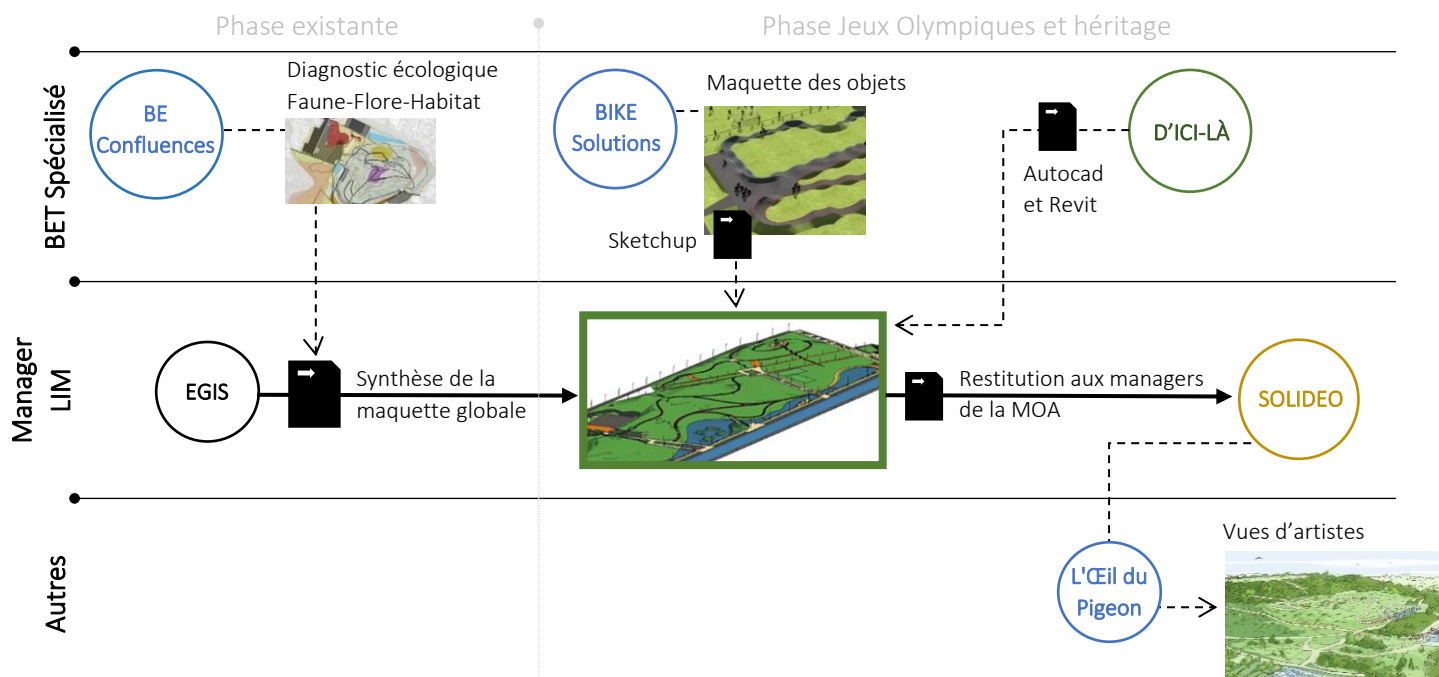 Phase existante
Phase Jeux Olympiques et héritage
BET Spécialisé
BE
Confluences
Diagnostic écologique
Faune-Flore-Habitat
BIKE
Solutions
Maquette des objets
Sketchup
Autocad
et Revit
D'ICI-LÀ
Manager
LIM
EGIS
Synthèse de la
maquette globale
Restitution aux managers
de la MOA
SOLIDEO
Autres
L'Œil du
Pigeon
Vues d'artistes